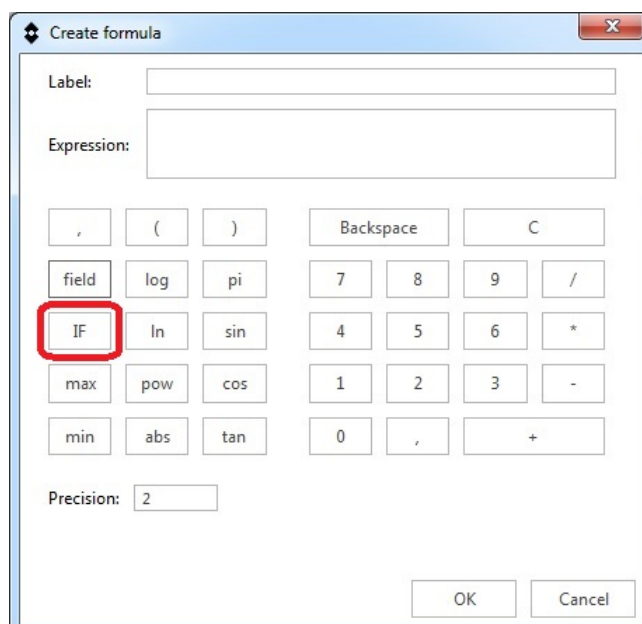 Create formula
Label:
Expression:
, ( ) Backspace C
field log pi 7 8 9 /
IF ln sin 4 5 6 *
max pow cos 1 2 3 -
min abs tan 0 , +
Precision: 2
OK Cancel